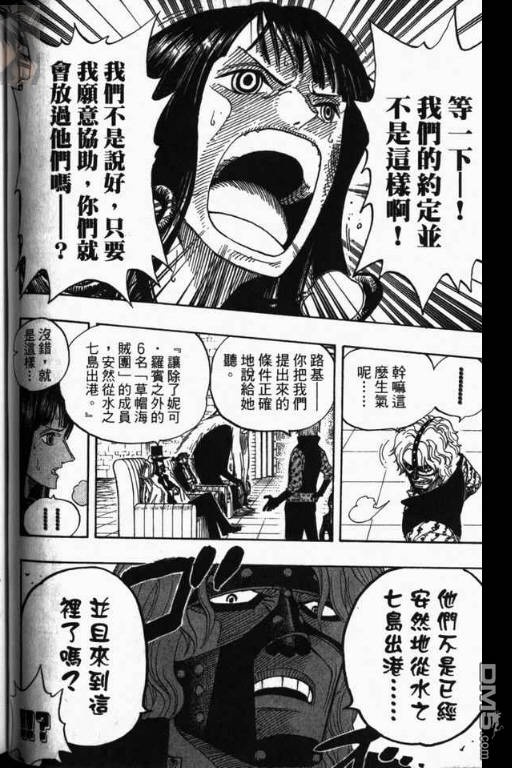 等一下──！
我們的約定並
不是這樣啊！
我們不是說好，只要
我願意協助，你們就
會放過他們嗎──？
幹嘛這
麼生氣
呢……
路基──
你把我們
提出來的
條件正確
地說給她
聽。
『讓除了妮可
・羅賓之外的
6名「草帽海
賊團」的成員
，安然從水之
七島出港。』
沒錯，就
是這樣…
他們不是已經
安然地從水之
七島出港……
並且來到這
裡了嗎？
!!!?
DM5.com